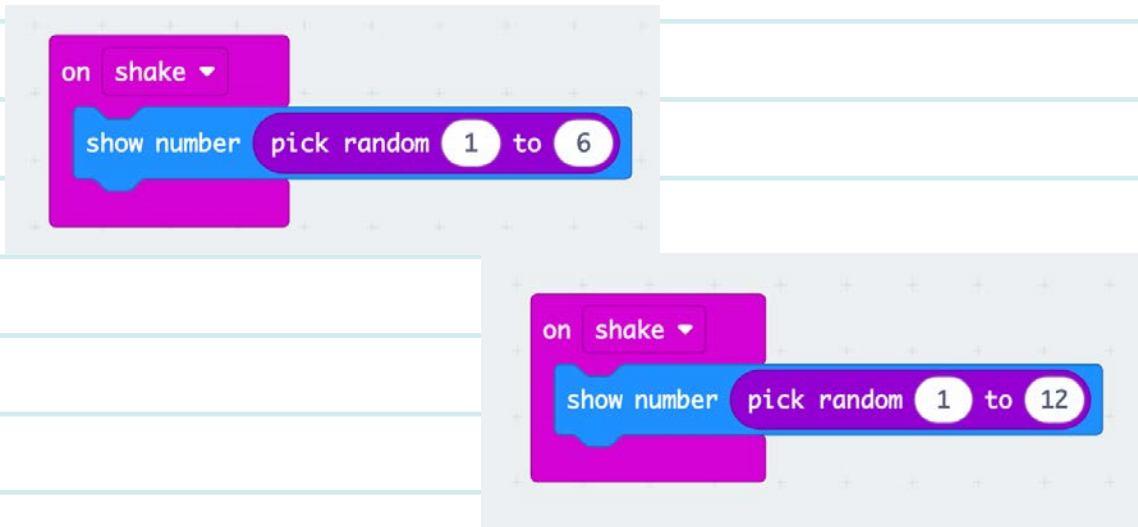 on shake
show number pick random 1 to 6
on shake
show number pick random 1 to 12